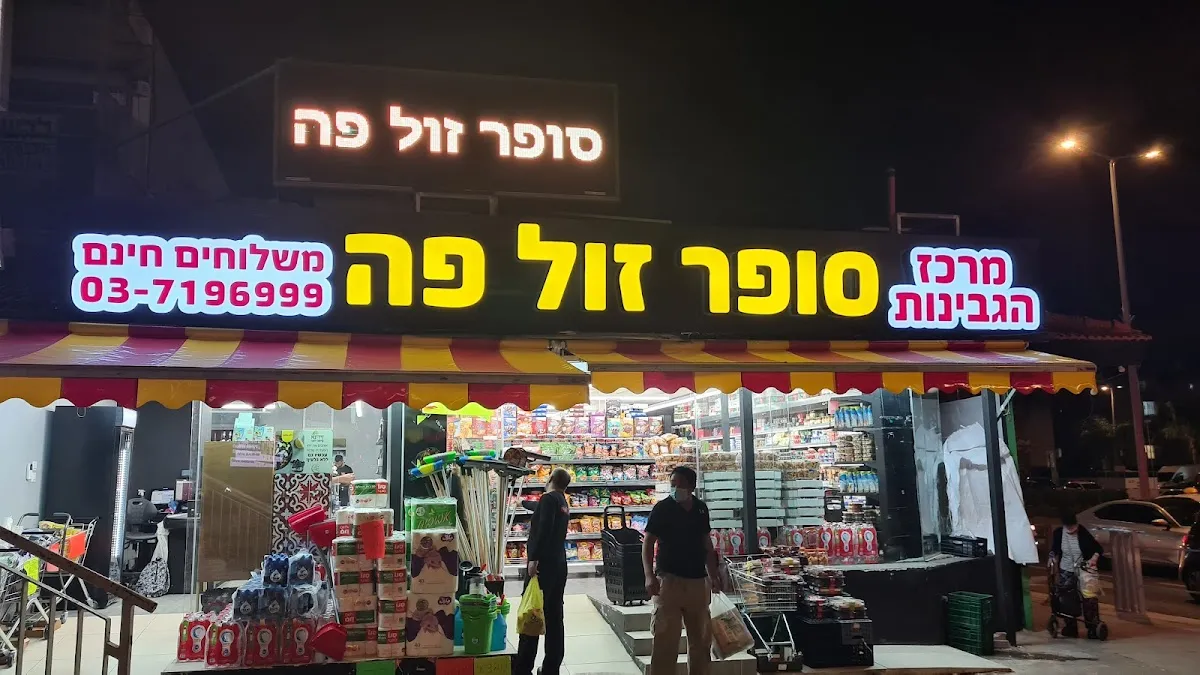 סופר זול פה
מרכז
הגבינות
סופר זול פה
משלוחים חינם
03-7196999